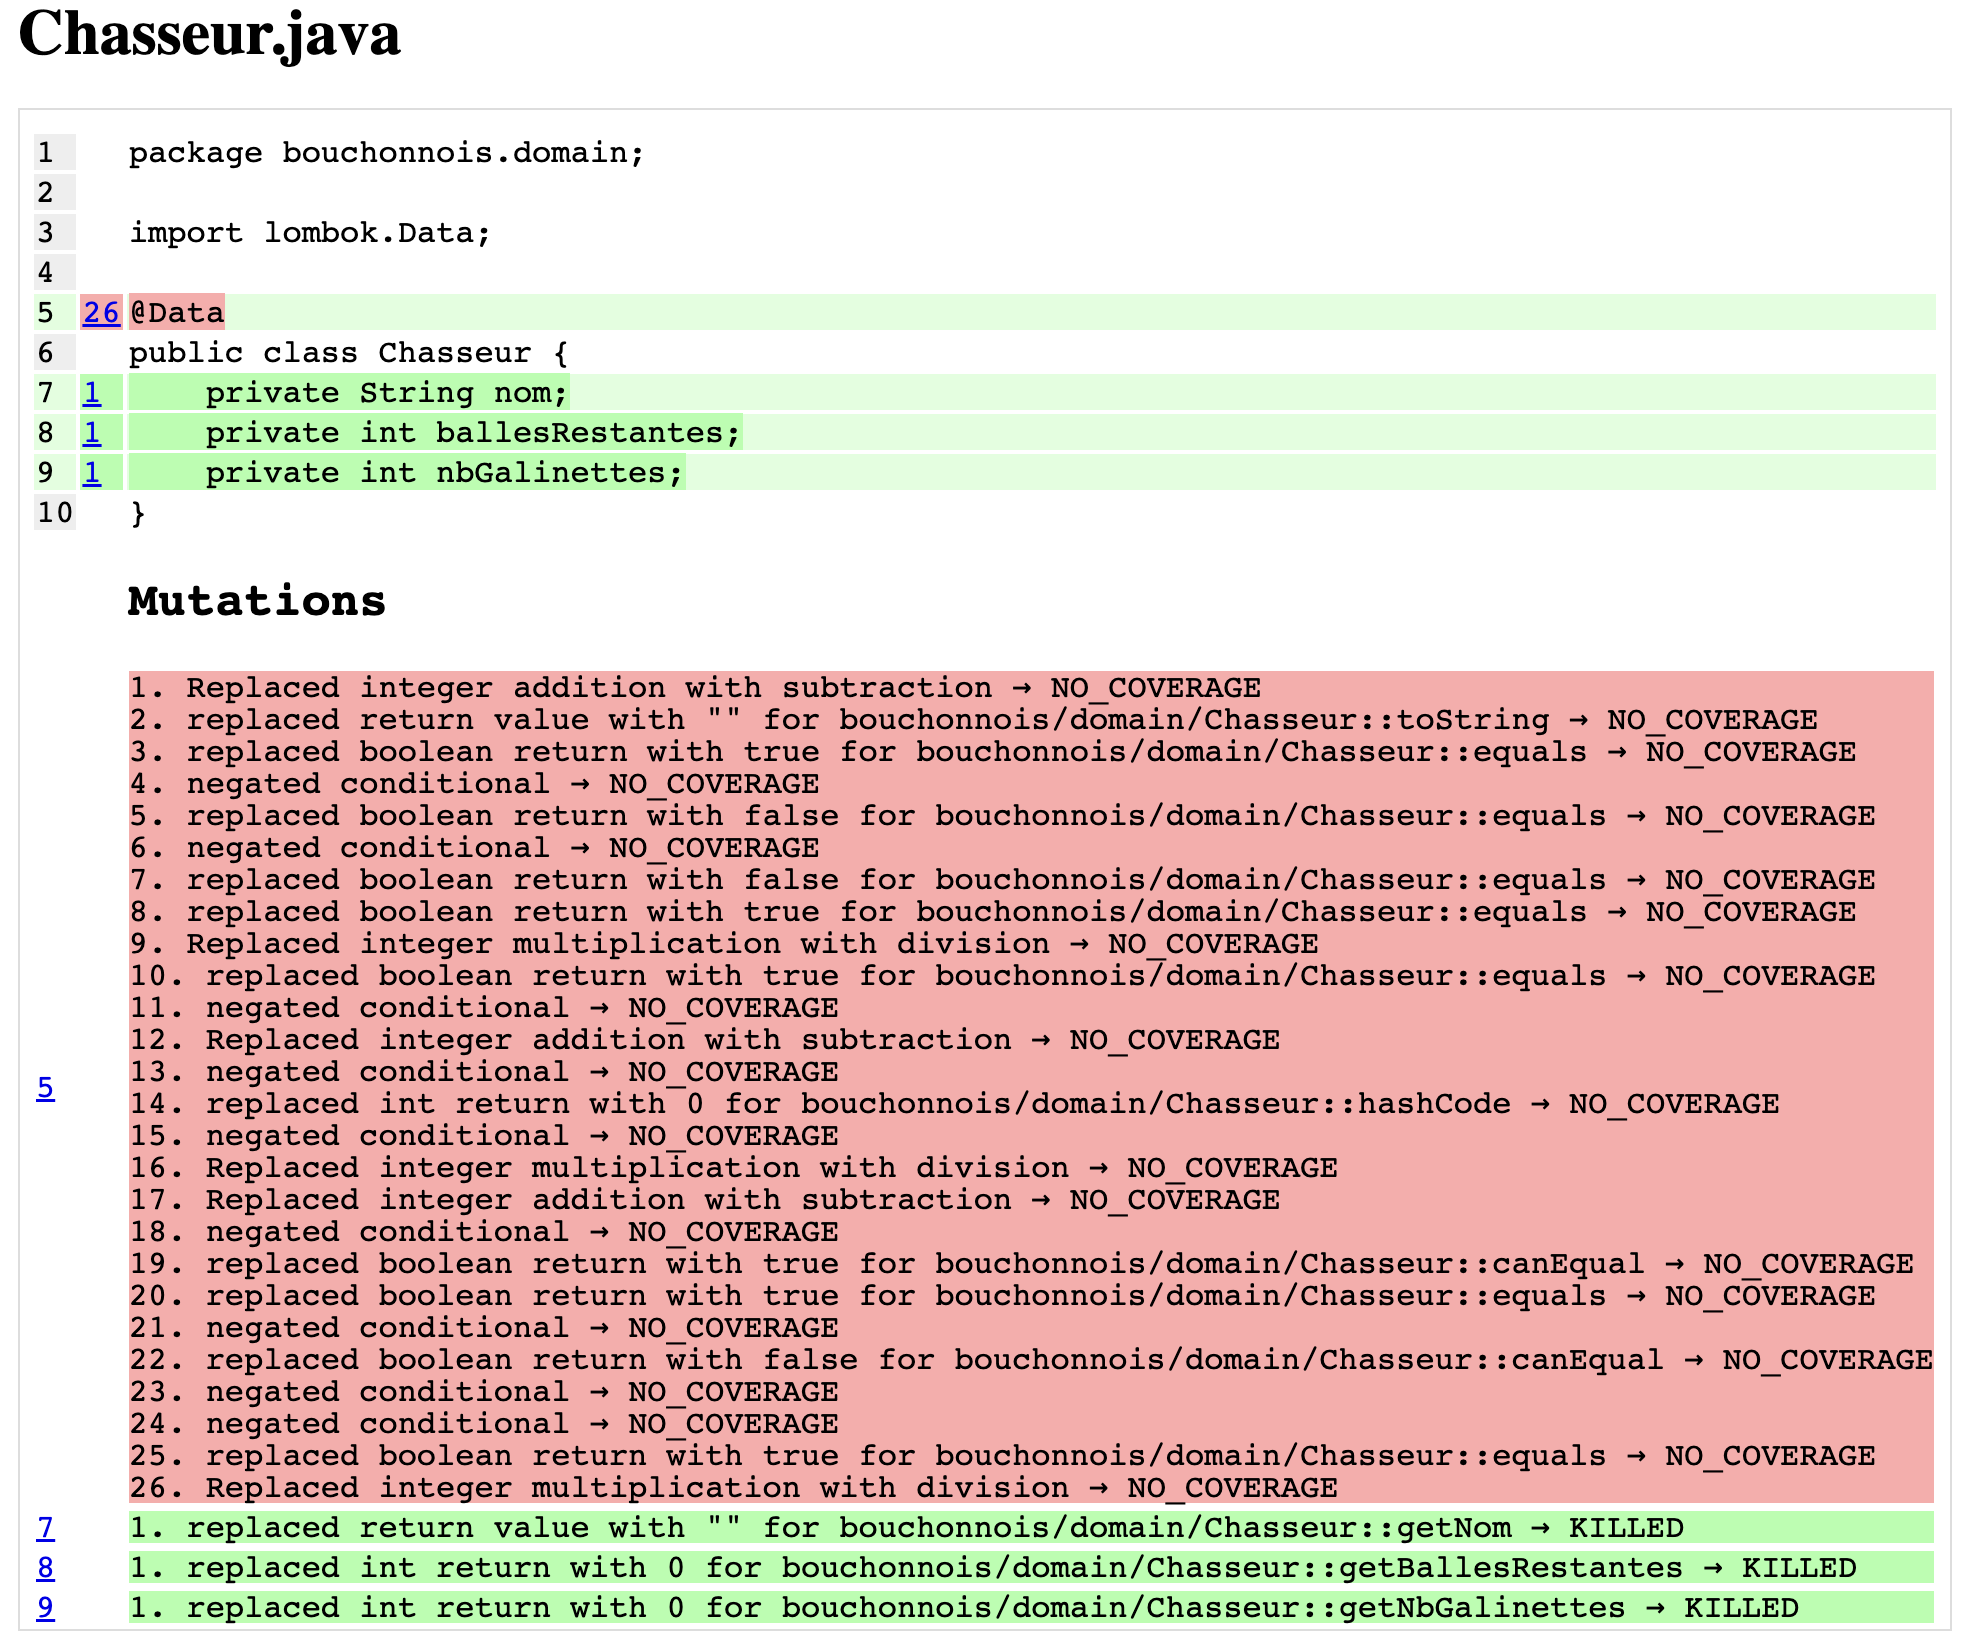 Chasseur.java
1 package bouchonnois.domain;
2
3 import lombok.Data;
4
5 26 @Data
6 public class Chasseur {
7 1 private String nom;
8 1 private int ballesRestantes;
9 1 private int nbGalinettes;
10 }
Mutations
5
1. Replaced integer addition with subtraction → NO_COVERAGE
2. replaced return value with "" for bouchonnois/domain/Chasseur::toString → NO_COVERAGE
3. replaced boolean return with true for bouchonnois/domain/Chasseur::equals → NO_COVERAGE
4. negated conditional → NO_COVERAGE
5. replaced boolean return with false for bouchonnois/domain/Chasseur::equals → NO_COVERAGE
6. negated conditional → NO_COVERAGE
7. replaced boolean return with false for bouchonnois/domain/Chasseur::equals → NO_COVERAGE
8. replaced boolean return with true for bouchonnois/domain/Chasseur::equals → NO_COVERAGE
9. Replaced integer multiplication with division → NO_COVERAGE
10. replaced boolean return with true for bouchonnois/domain/Chasseur::equals → NO_COVERAGE
11. negated conditional → NO_COVERAGE
12. Replaced integer addition with subtraction → NO_COVERAGE
13. negated conditional → NO_COVERAGE
14. replaced int return with 0 for bouchonnois/domain/Chasseur::hashCode → NO_COVERAGE
15. negated conditional → NO_COVERAGE
16. Replaced integer multiplication with division → NO_COVERAGE
17. Replaced integer addition with subtraction → NO_COVERAGE
18. negated conditional → NO_COVERAGE
19. replaced boolean return with true for bouchonnois/domain/Chasseur::canEqual → NO_COVERAGE
20. replaced boolean return with true for bouchonnois/domain/Chasseur::equals → NO_COVERAGE
21. negated conditional → NO_COVERAGE
22. replaced boolean return with false for bouchonnois/domain/Chasseur::canEqual → NO_COVERAGE
23. negated conditional → NO_COVERAGE
24. negated conditional → NO_COVERAGE
25. replaced boolean return with true for bouchonnois/domain/Chasseur::equals → NO_COVERAGE
26. Replaced integer multiplication with division → NO_COVERAGE
7 1. replaced return value with "" for bouchonnois/domain/Chasseur::getNom → KILLED
8 1. replaced int return with 0 for bouchonnois/domain/Chasseur::getBallesRestantes → KILLED
9 1. replaced int return with 0 for bouchonnois/domain/Chasseur::getNbGalinettes → KILLED